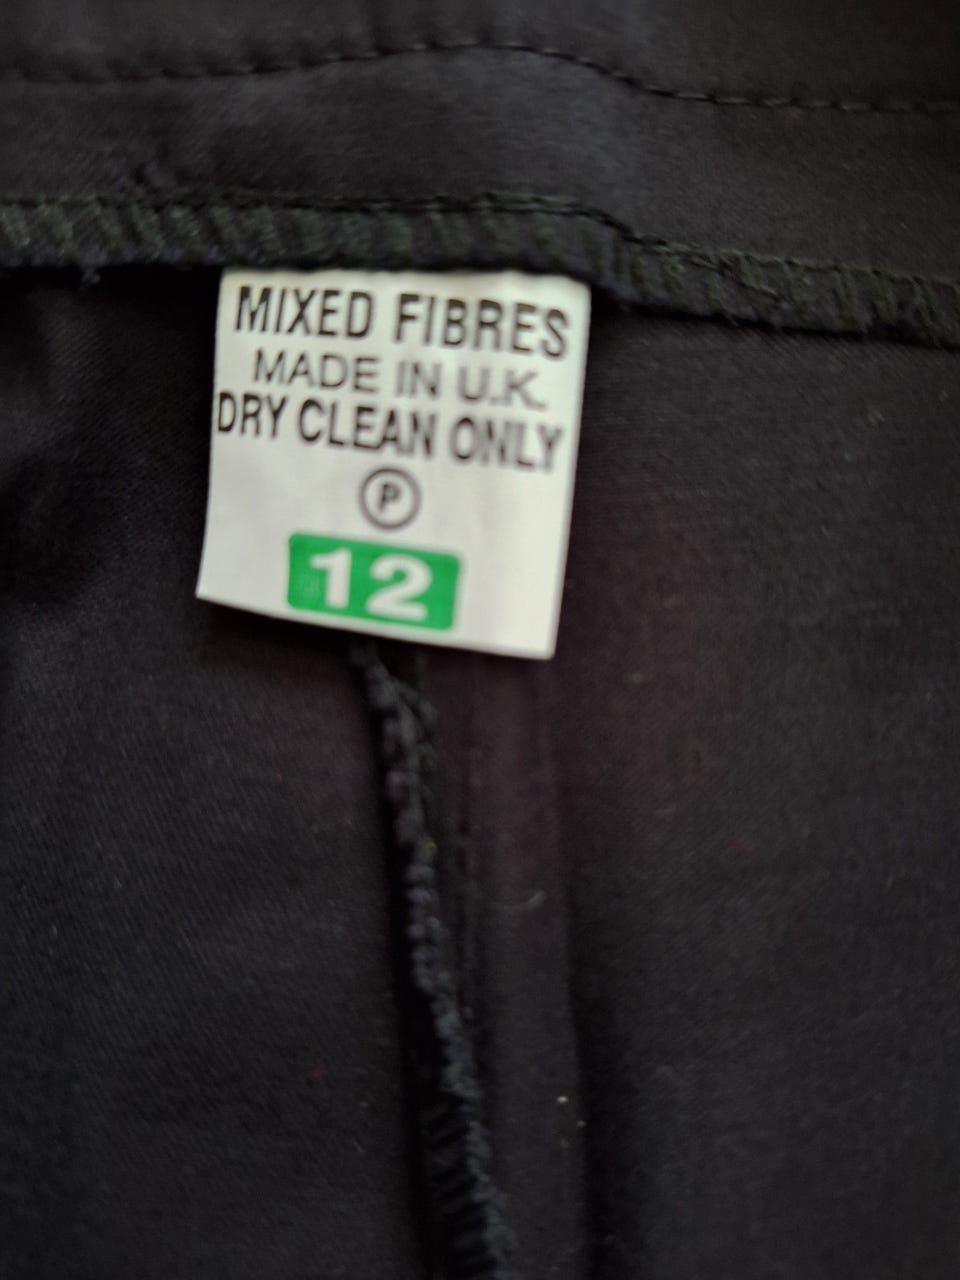 MIXED FIBRES
MADE IN U.K.
DRY CLEAN ONLY
P
12